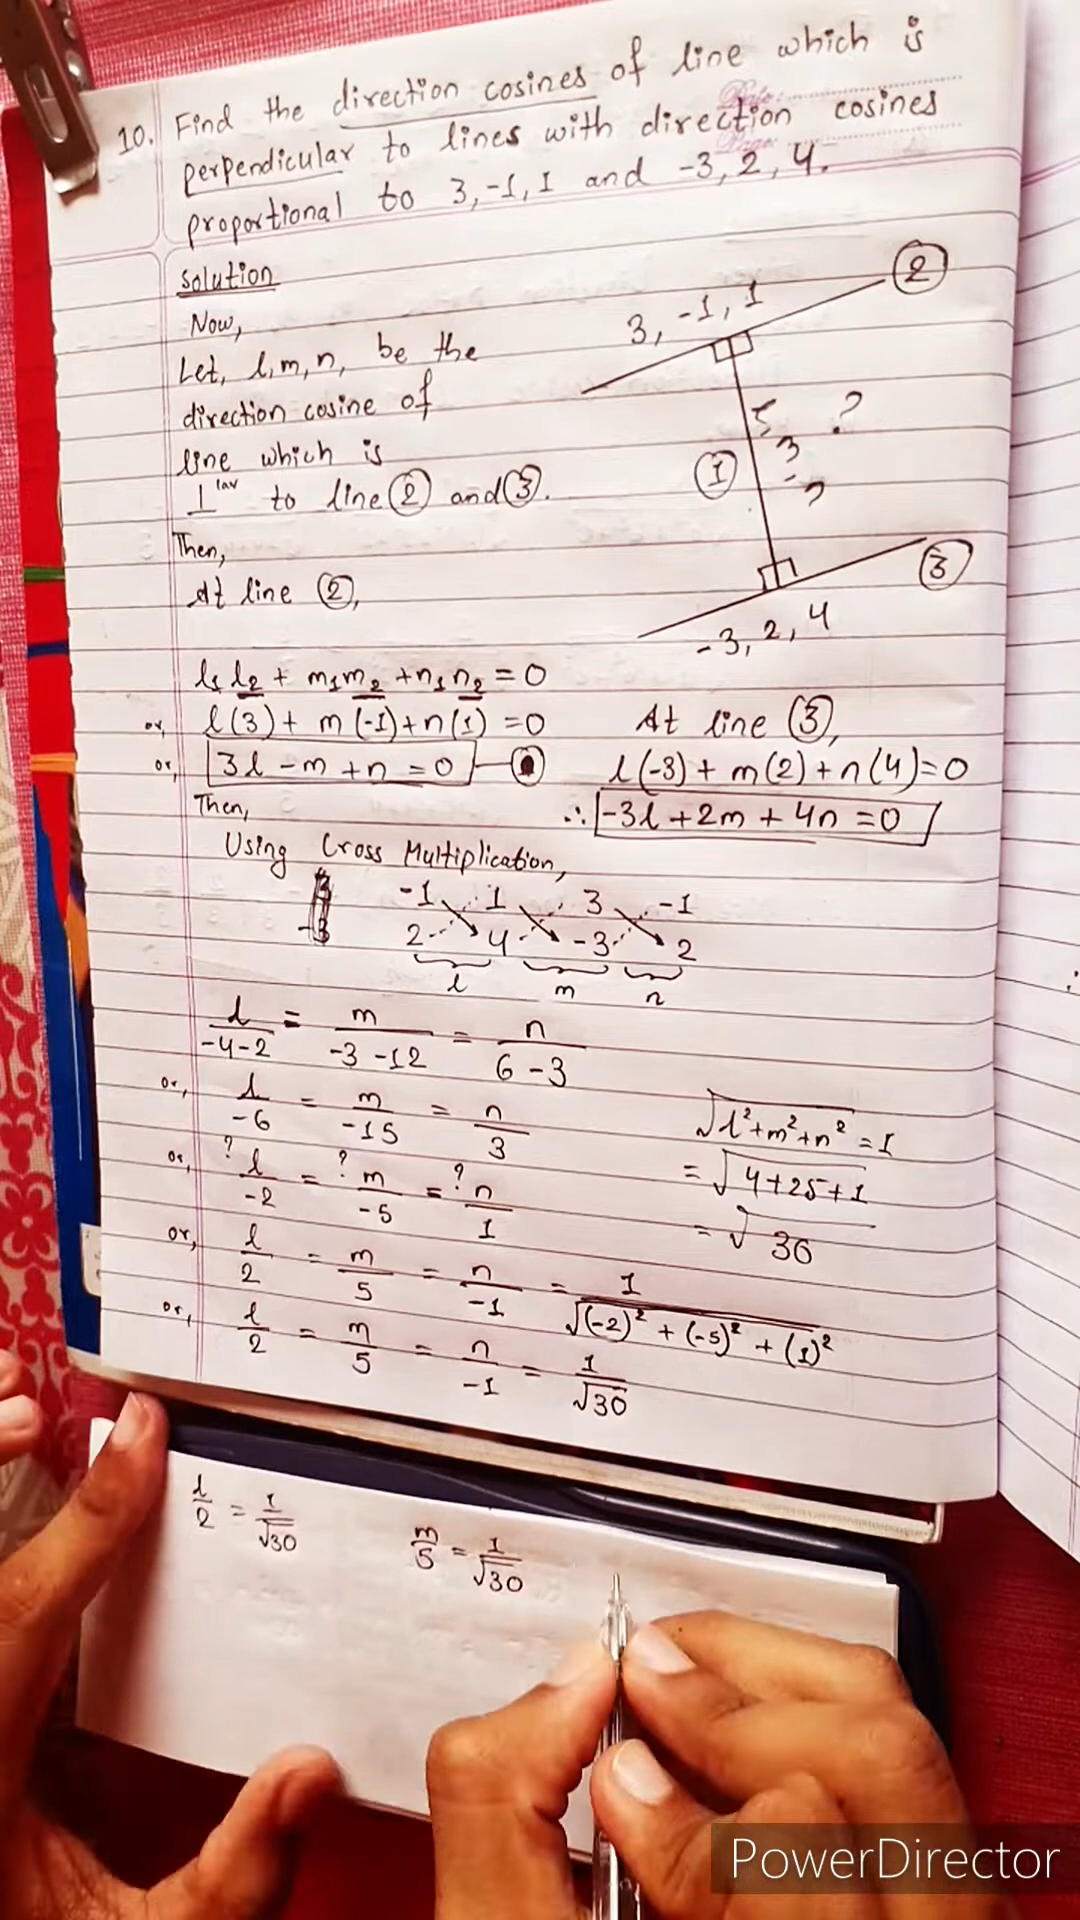 10. Find the direction cosines of line which is
perpendicular to lines with direction cosines
proportional to 3, -1, 1 and -3, 2, 4.
Solution
Now,
Let, l, m, n, be the
direction cosine of
line which is
⊥lar to line ② and ③.
3, -1, 1
②
①
l, m, n
?
③
-3, 2, 4
Then,
At line ②,
l1 l2 + m1m2 + n1 n2 = 0
or, l(3) + m(-1) + n(1) = 0
or, 3l - m + n = 0
At line ③,
l(-3) + m(2) + n(4) = 0
∴ -3l + 2m + 4n = 0
Then,
Using Cross Multiplication,
-1 1 3 -1
2 4 -3 2
l m n
l/-4-2 = m/-3-12 = n/6-3
or, l/-6 = m/-15 = n/3
or, ? l/-2 = ? m/-5 = ? n/1
or, l/2 = m/5 = n/-1 = 1/√(-2)² + (-5)² + (1)²
or, l/2 = m/5 = n/-1 = 1/√30
√l²+m²+n² = 1
= √4+25+1
= √30
l/2 = 1/√30
m/5 = 1/√30
PowerDirector